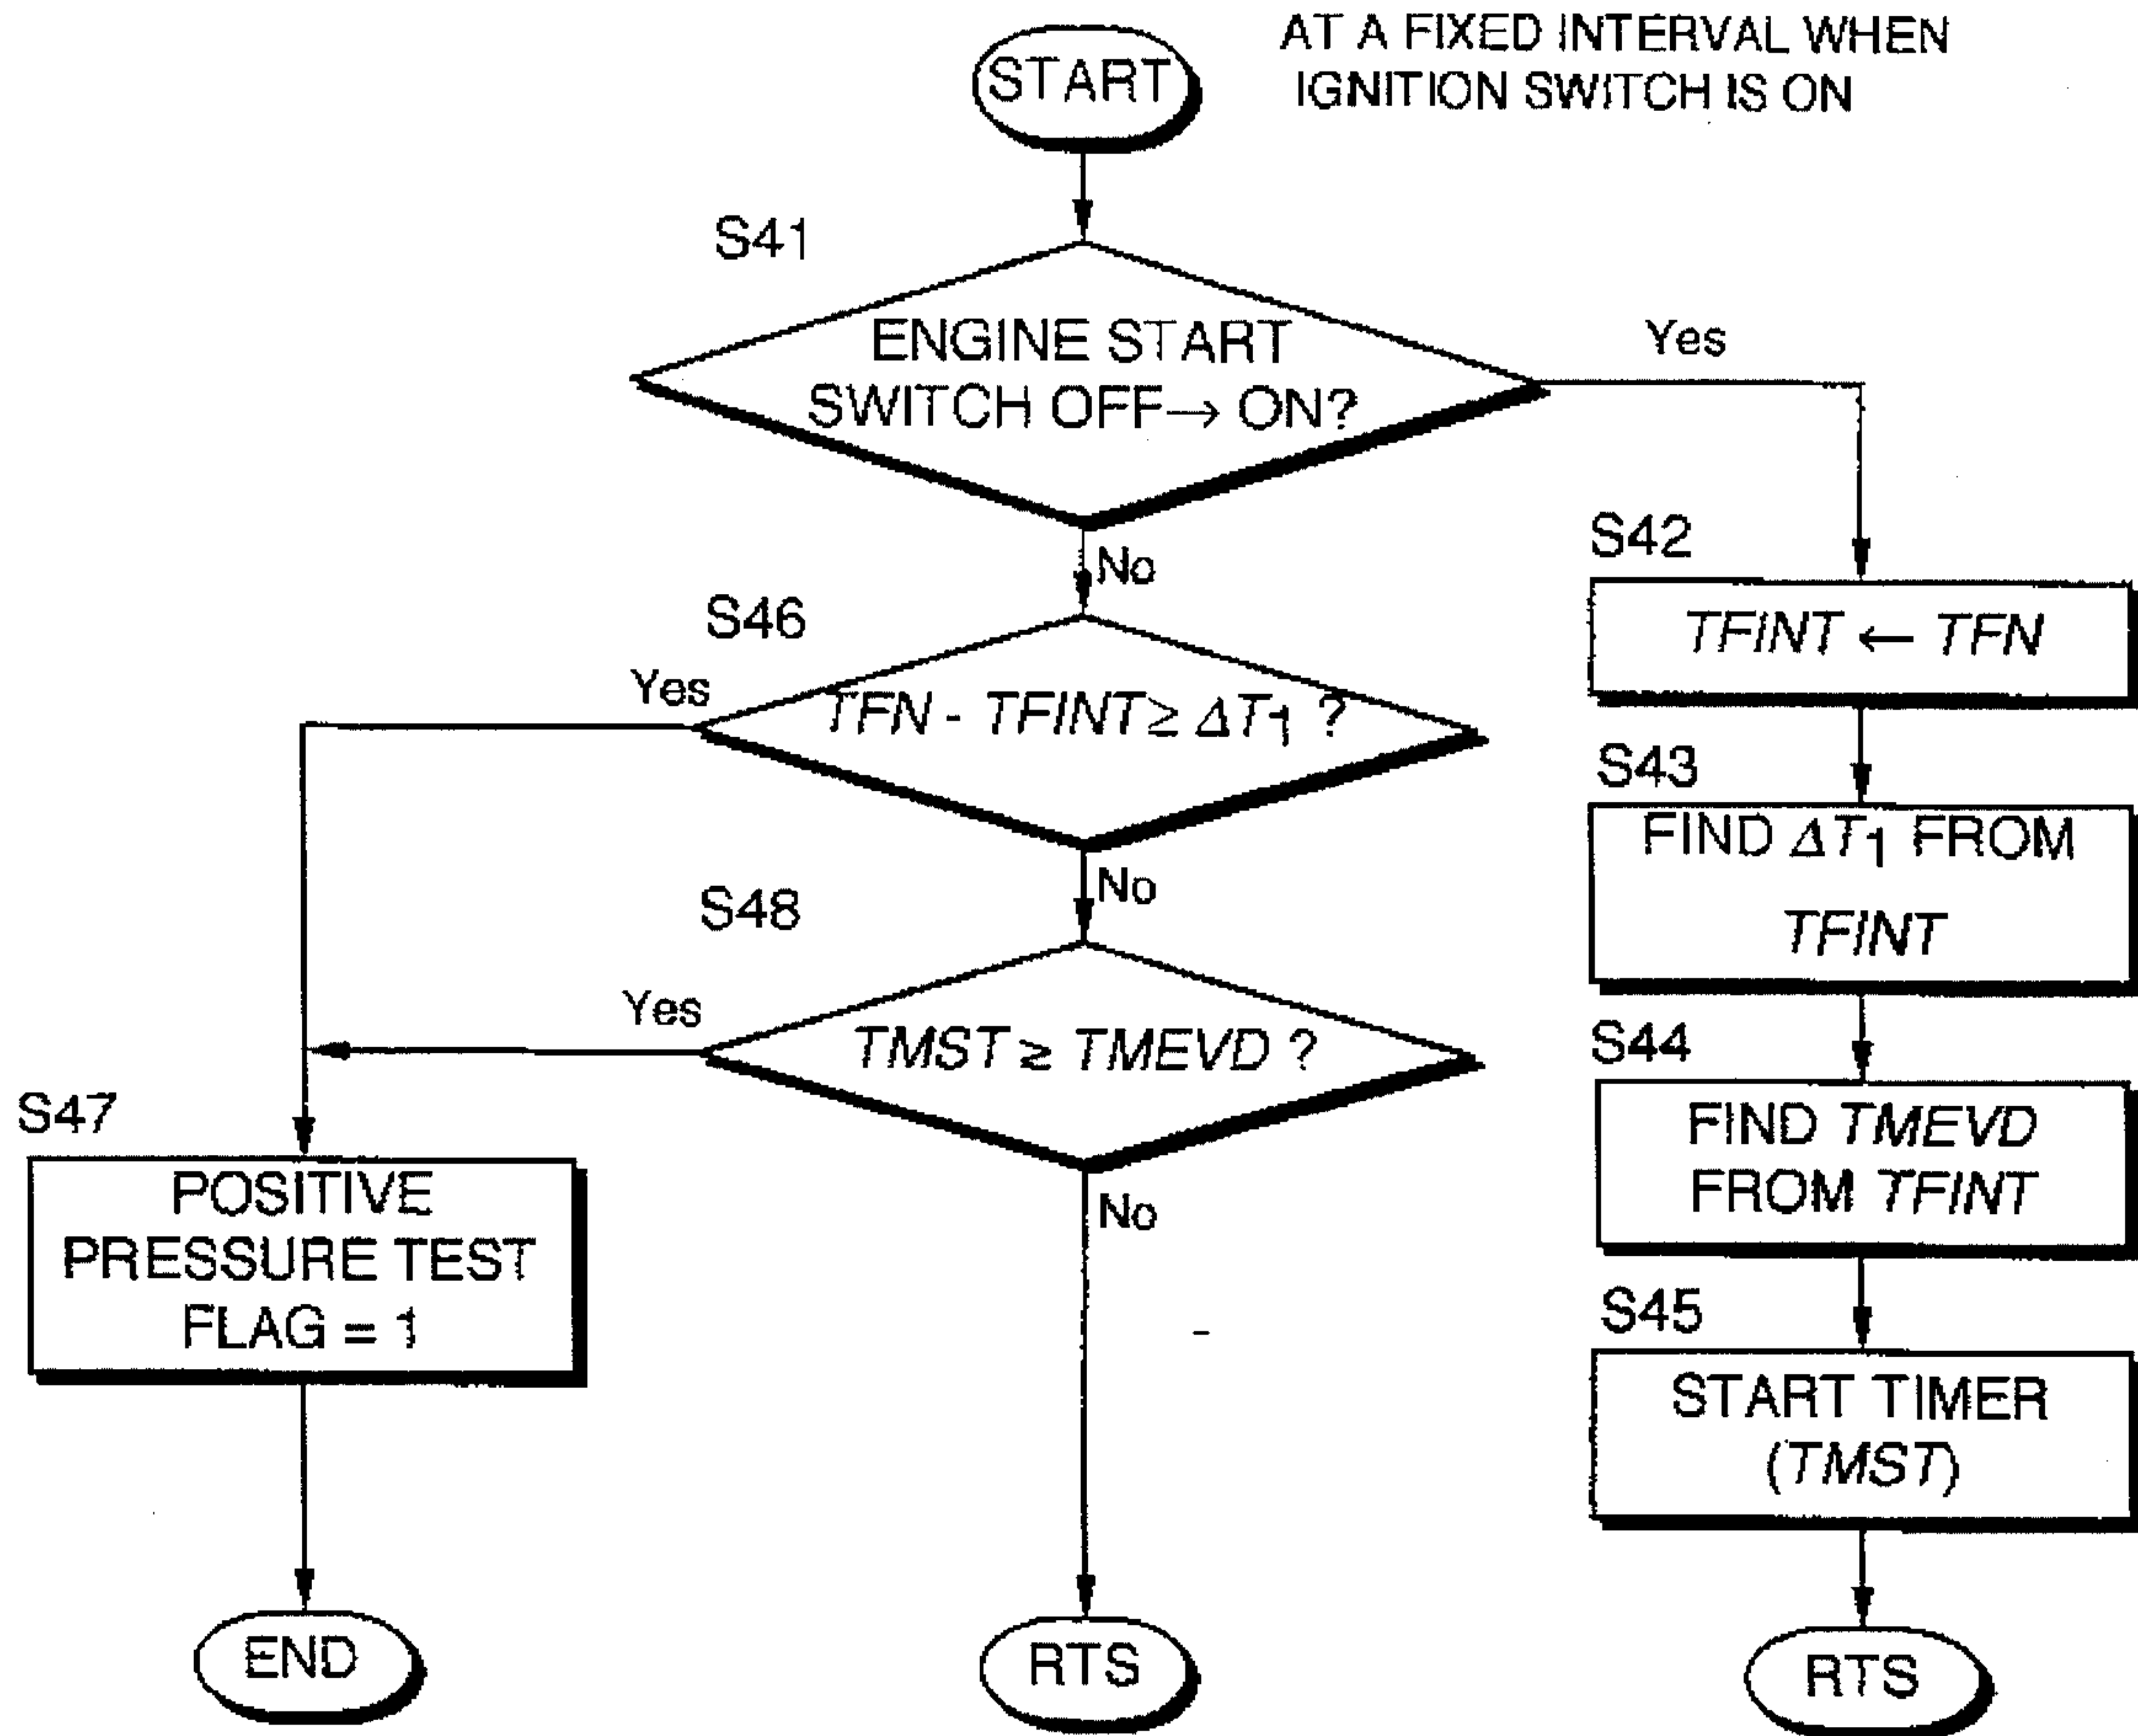 START
AT A FIXED INTERVAL WHEN
IGNITION SWITCH IS ON
S41
ENGINE START
SWITCH OFF→ ON?
Yes
No
S42
TFINT ← TFN
S46
Yes
TFN - TFINT ≥ ΔT1 ?
No
S43
FIND ΔT1 FROM
TFINT
S48
Yes
TMST ≥ TMEVD ?
No
S44
FIND TMEVD
FROM TFINT
S47
POSITIVE
PRESSURE TEST
FLAG = 1
S45
START TIMER
(TMST)
END
RTS
RTS